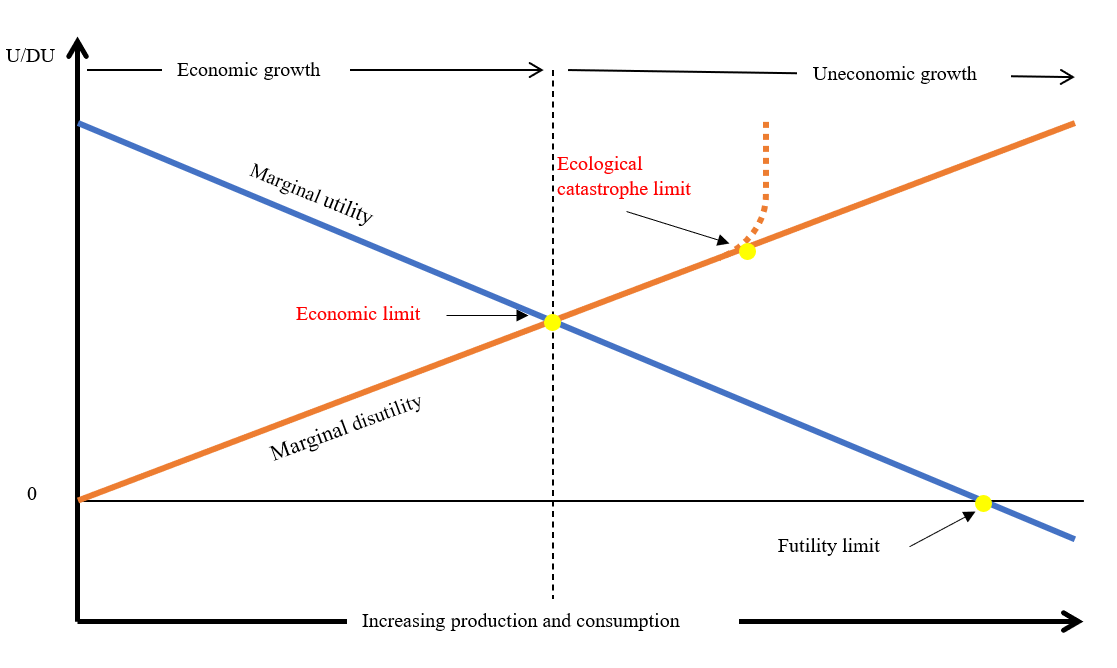 U/DU
Economic growth
Uneconomic growth
Marginal utility
Ecological
catastrophe limit
Economic limit
Marginal disutility
0
Futility limit
Increasing production and consumption